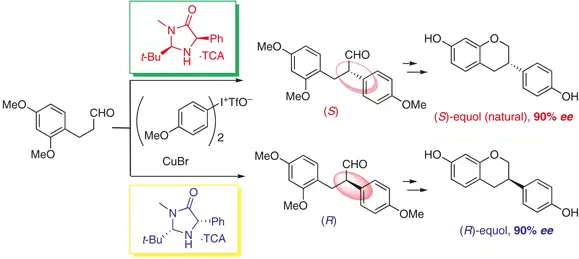 O
N
Ph
t-Bu
N
H
·TCA
MeO
CHO
MeO
I⁺TfO⁻
MeO
2
CuBr
O
N
Ph
t-Bu
N
H
·TCA
MeO
CHO
MeO
OMe
(S)
HO
O
OH
(S)-equol (natural), 90% ee
MeO
CHO
MeO
OMe
(R)
HO
O
OH
(R)-equol, 90% ee